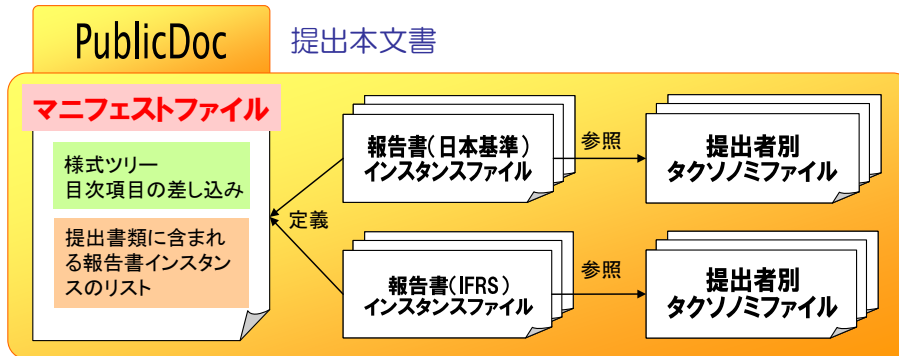 PublicDoc
提出本文書
マニフェストファイル
様式ツリー
目次項目の差し込み
提出書類に含まれ
る報告書インスタン
スのリスト
定義
報告書(日本基準)
インスタンスファイル
参照
提出者別
タクソノミファイル
報告書(IFRS)
インスタンスファイル
参照
提出者別
タクソノミファイル